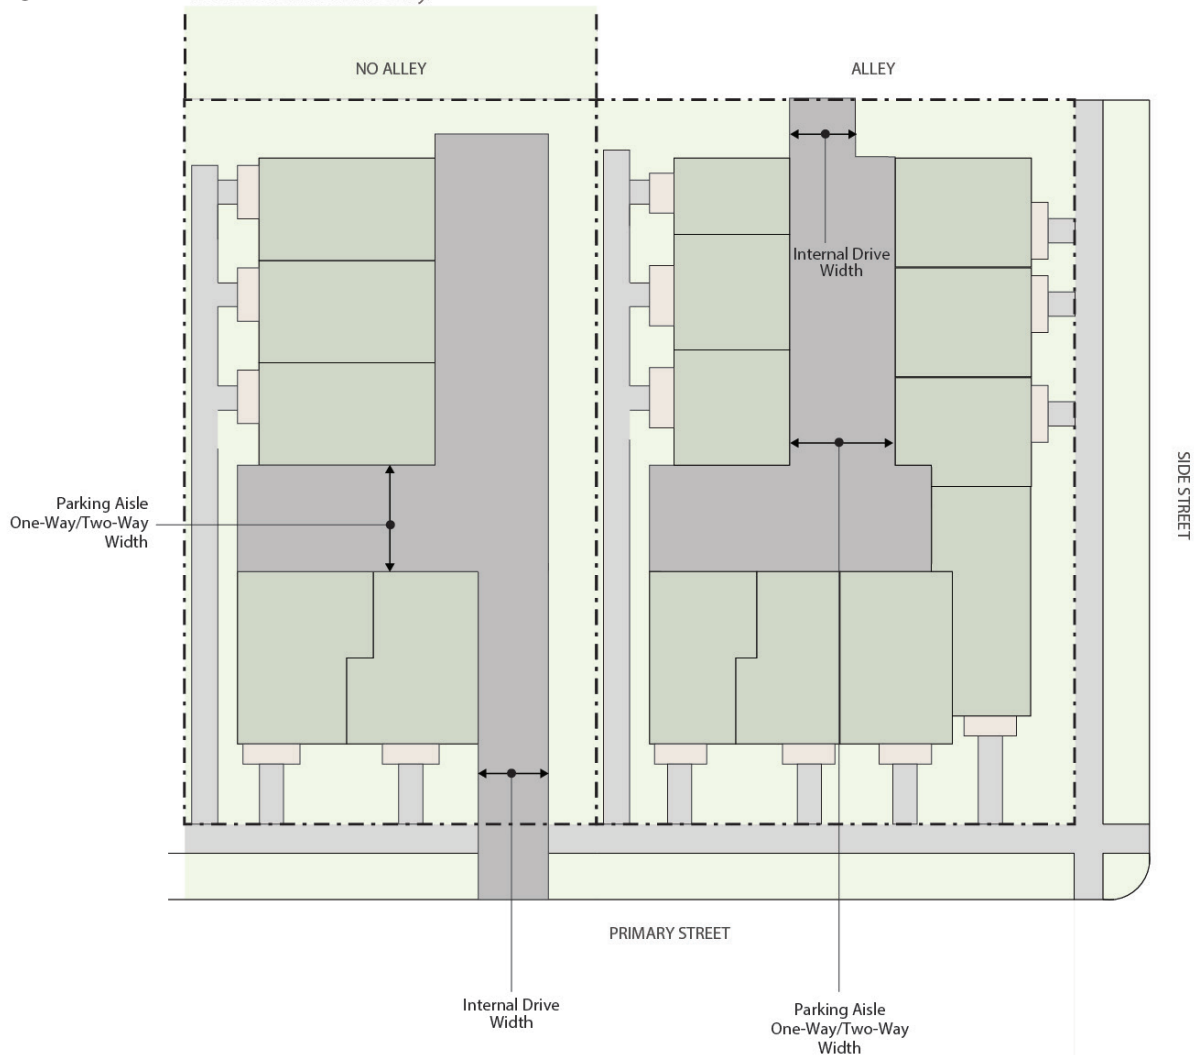 NO ALLEY
ALLEY
Internal Drive
Width
SIDE STREET
Parking Aisle
One-Way/Two-Way
Width
PRIMARY STREET
Internal Drive
Width
Parking Aisle
One-Way/Two-Way
Width